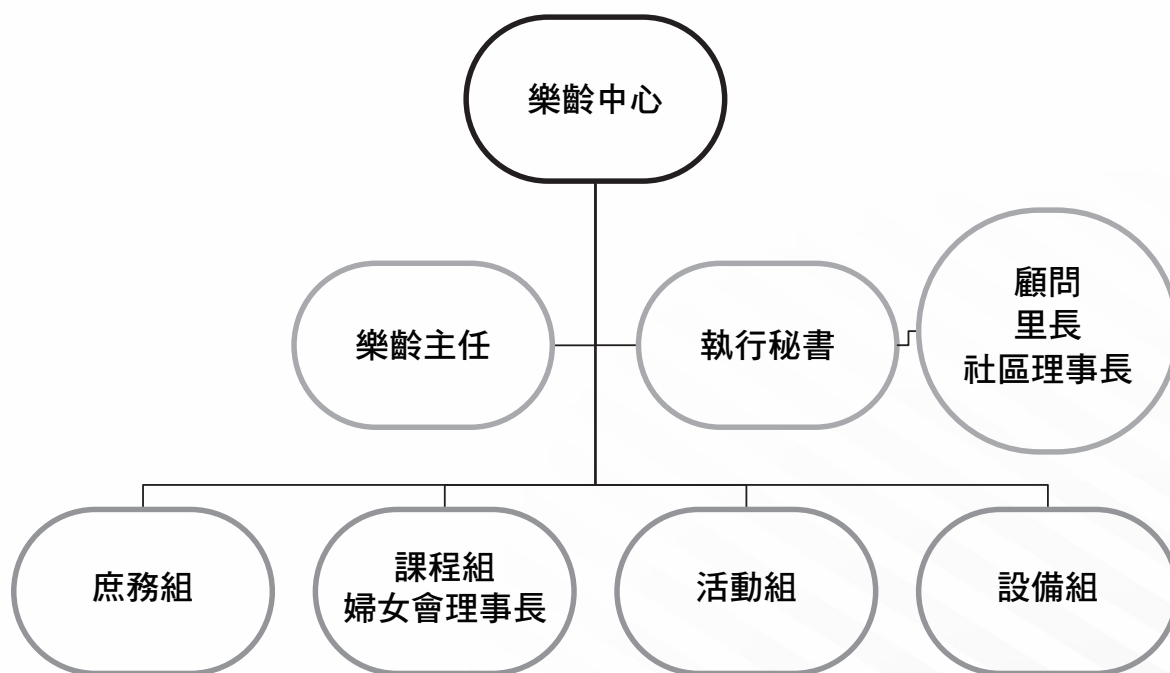 樂齡中心
樂齡主任
執行秘書
顧問
里長
社區理事長
庶務組
課程組
婦女會理事長
活動組
設備組